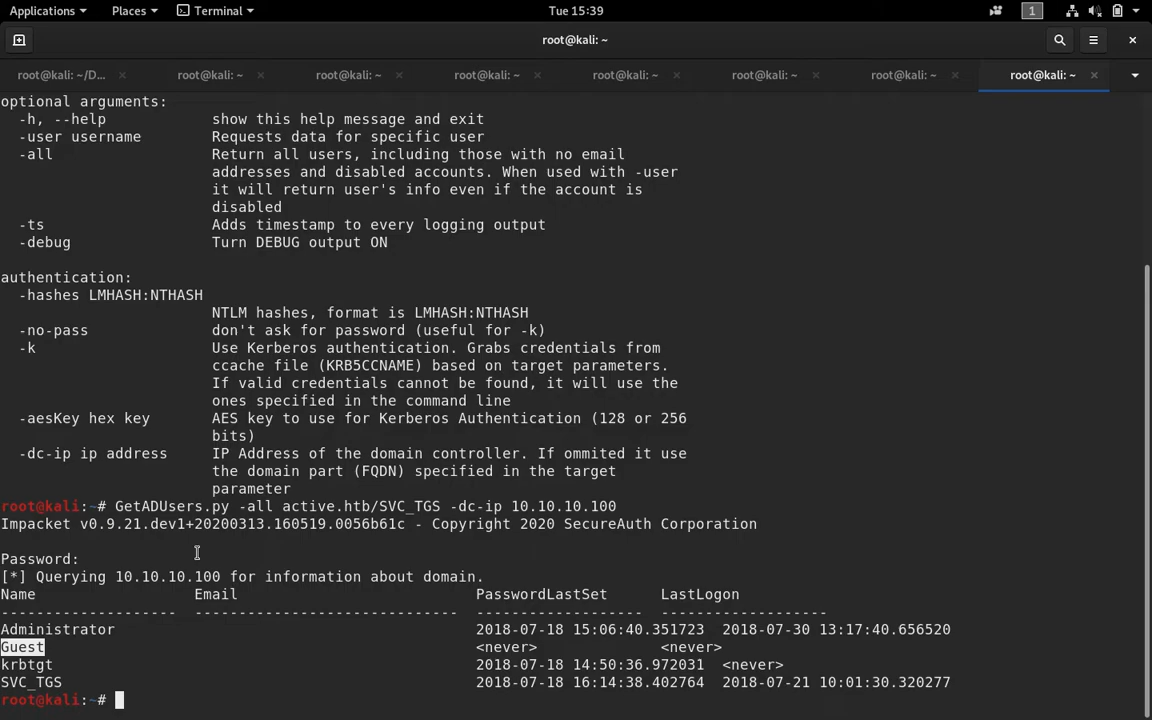 Applications Places Terminal Tue 15:39 1
root@kali: ~
root@kali: ~/D... root@kali: ~ root@kali: ~ root@kali: ~ root@kali: ~ root@kali: ~ root@kali: ~ root@kali: ~
optional arguments:
-h, --help show this help message and exit
-user username Requests data for specific user
-all Return all users, including those with no email
addresses and disabled accounts. When used with -user
it will return user's info even if the account is
disabled
-ts Adds timestamp to every logging output
-debug Turn DEBUG output ON
authentication:
-hashes LMHASH:NTHASH
NTLM hashes, format is LMHASH:NTHASH
-no-pass don't ask for password (useful for -k)
-k Use Kerberos authentication. Grabs credentials from
ccache file (KRB5CCNAME) based on target parameters.
If valid credentials cannot be found, it will use the
ones specified in the command line
-aesKey hex key AES key to use for Kerberos Authentication (128 or 256
bits)
-dc-ip ip address IP Address of the domain controller. If ommited it use
the domain part (FQDN) specified in the target
parameter
root@kali:~# GetADUsers.py -all active.htb/SVC_TGS -dc-ip 10.10.10.100
Impacket v0.9.21.dev1+20200313.160519.0056b61c - Copyright 2020 SecureAuth Corporation
Password:
[*] Querying 10.10.10.100 for information about domain.
Name Email PasswordLastSet LastLogon
-------------------- ------------------------------ ------------------- -------------------
Administrator 2018-07-18 15:06:40.351723 2018-07-30 13:17:40.656520
Guest <never> <never>
krbtgt 2018-07-18 14:50:36.972031 <never>
SVC_TGS 2018-07-18 16:14:38.402764 2018-07-21 10:01:30.320277
root@kali:~#